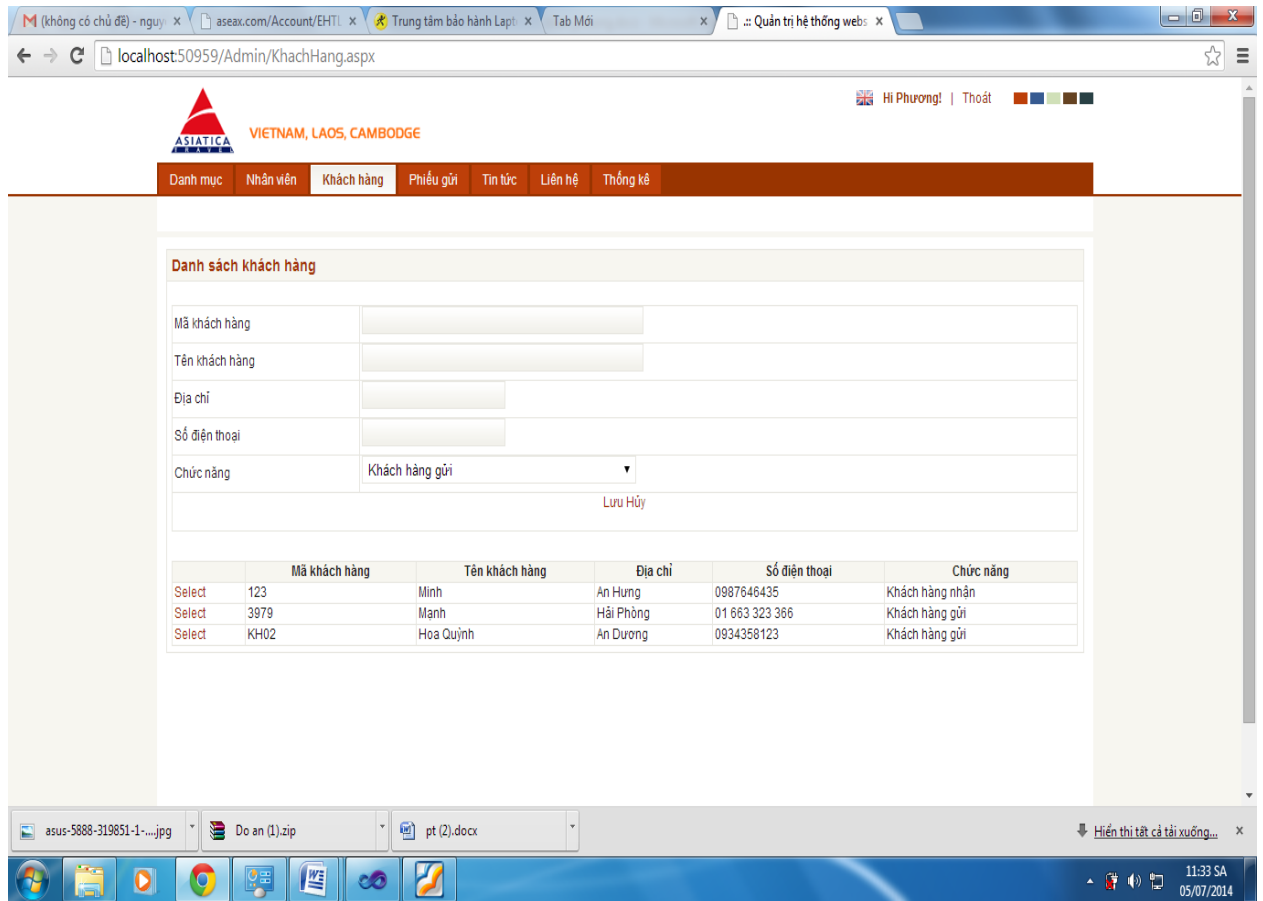 (không có chủ đề) - nguy
aseax.com/Account/EHTL
Trung tâm bảo hành Lapt
Tab Mới
.:: Quản trị hệ thống webs
localhost:50959/Admin/KhachHang.aspx
Hi Phương! | Thoát
ASIATICA
TRAVEL
VIETNAM, LAOS, CAMBODGE
Danh mục Nhân viên Khách hàng Phiếu gửi Tin tức Liên hệ Thống kê
Danh sách khách hàng
Mã khách hàng
Tên khách hàng
Địa chỉ
Số điện thoại
Chức năng Khách hàng gửi
Lưu Hủy
Mã khách hàng Tên khách hàng Địa chỉ Số điện thoại Chức năng
Select 123 Minh An Hưng 0987646435 Khách hàng nhận
Select 3979 Mạnh Hải Phòng 01 663 323 366 Khách hàng gửi
Select KH02 Hoa Quỳnh An Dương 0934358123 Khách hàng gửi
asus-5888-319851-1-....jpg Do an (1).zip pt (2).docx Hiển thị tất cả tải xuống...
11:33 SA
05/07/2014